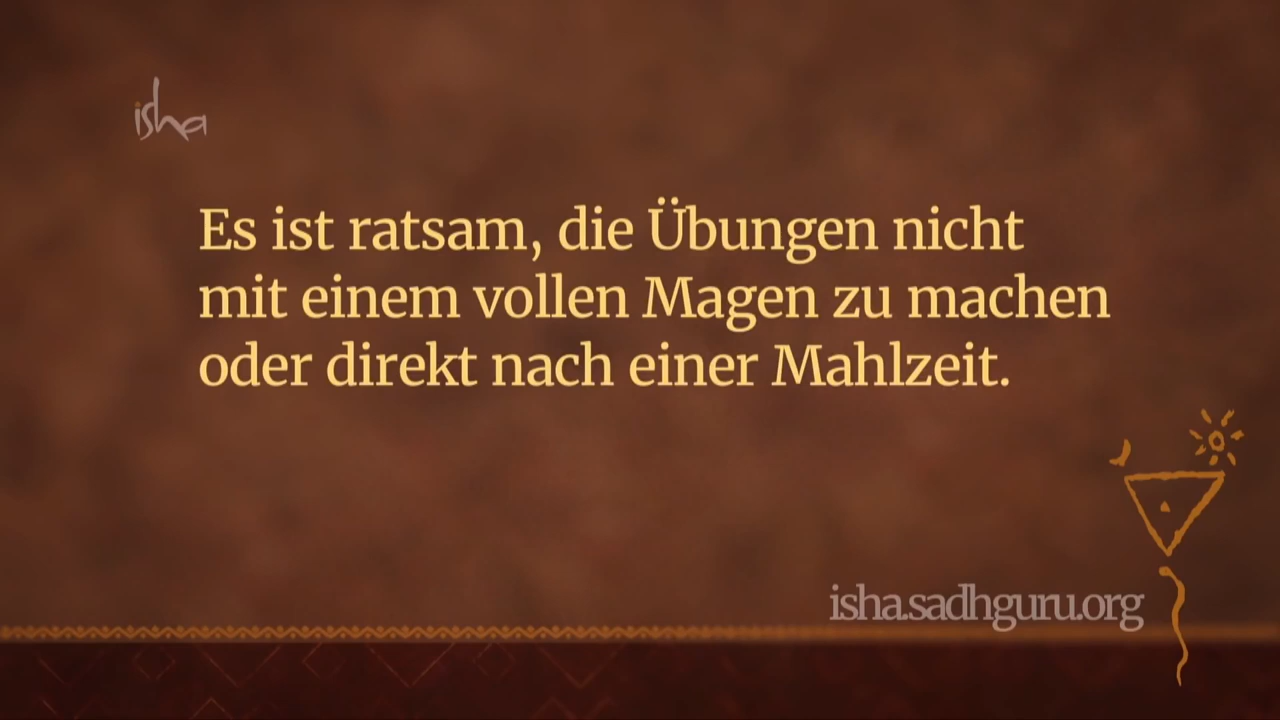 isha
Es ist ratsam, die Übungen nicht
mit einem vollen Magen zu machen
oder direkt nach einer Mahlzeit.
isha.sadhguru.org